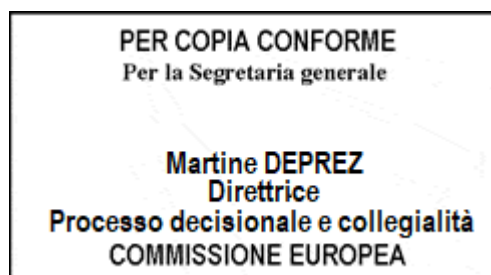 PER COPIA CONFORME
Per la Segretaria generale
Martine DEPREZ
Direttrice
Processo decisionale e collegialità
COMMISSIONE EUROPEA